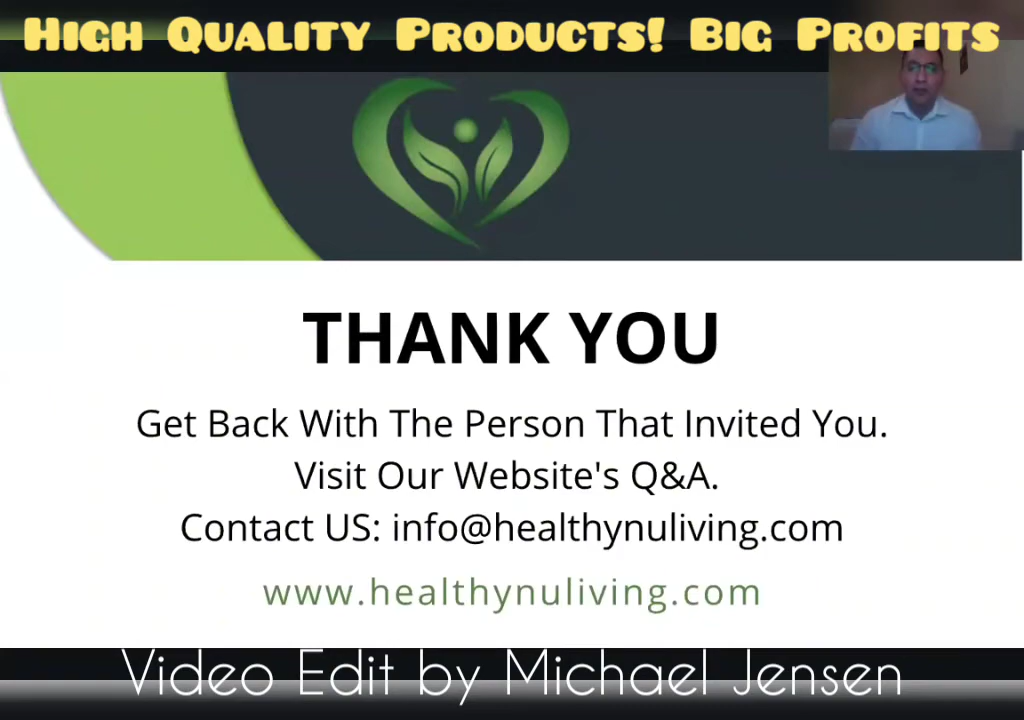 High Quality Products! Big Profits
THANK YOU
Get Back With The Person That Invited You.
Visit Our Website's Q&A.
Contact US: info@healthynuliving.com
www.healthynuliving.com
Video Edit by Michael Jensen